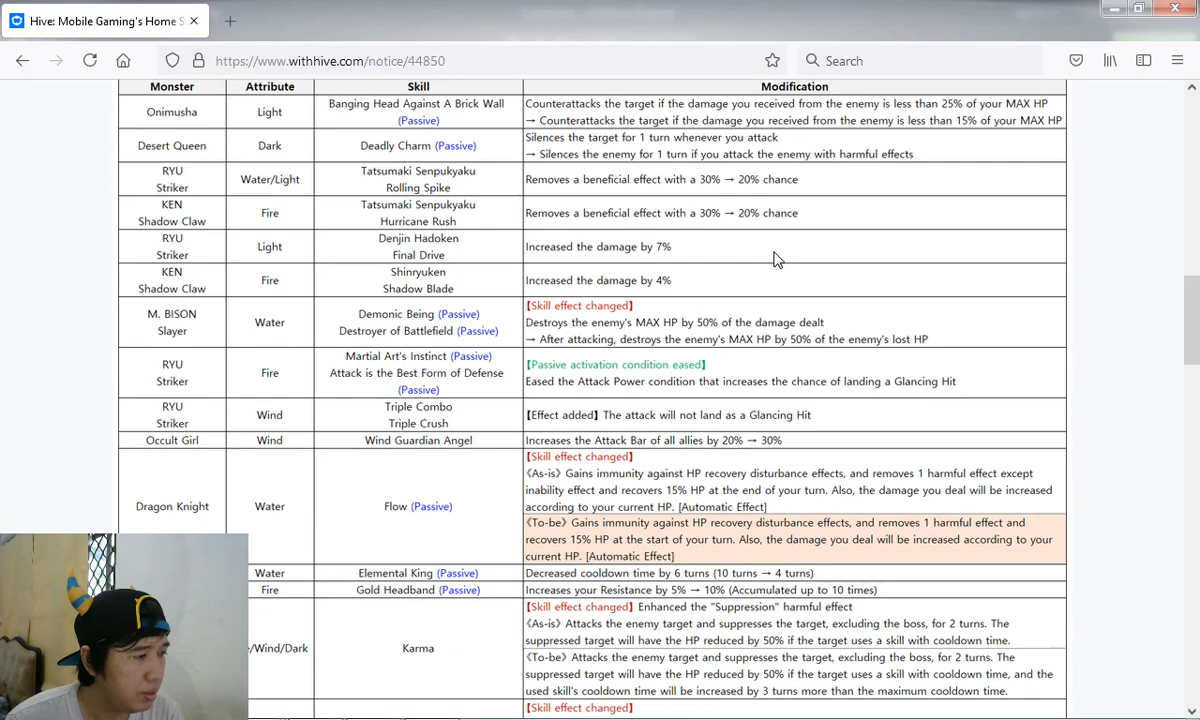 Hive: Mobile Gaming's Home S
https://www.withhive.com/notice/44850
Search
Monster Attribute Skill Modification
Onimusha Light Banging Head Against A Brick Wall
(Passive)
Counterattacks the target if the damage you received from the enemy is less than 25% of your MAX HP
→ Counterattacks the target if the damage you received from the enemy is less than 15% of your MAX HP
Desert Queen Dark Deadly Charm (Passive)
Silences the target for 1 turn whenever you attack
→ Silences the enemy for 1 turn if you attack the enemy with harmful effects
RYU
Striker
Water/Light
Tatsumaki Senpukyaku
Rolling Spike
Removes a beneficial effect with a 30% → 20% chance
KEN
Shadow Claw
Fire
Tatsumaki Senpukyaku
Hurricane Rush
Removes a beneficial effect with a 30% → 20% chance
RYU
Striker
Light
Denjin Hadoken
Final Drive
Increased the damage by 7%
KEN
Shadow Claw
Fire
Shinryuken
Shadow Blade
Increased the damage by 4%
M. BISON
Slayer
Water
Demonic Being (Passive)
Destroyer of Battlefield (Passive)
【Skill effect changed】
Destroys the enemy's MAX HP by 50% of the damage dealt
→ After attacking, destroys the enemy's MAX HP by 50% of the enemy's lost HP
RYU
Striker
Fire
Martial Art's Instinct (Passive)
Attack is the Best Form of Defense
(Passive)
【Passive activation condition eased】
Eased the Attack Power condition that increases the chance of landing a Glancing Hit
RYU
Striker
Wind
Triple Combo
Triple Crush
【Effect added】 The attack will not land as a Glancing Hit
Occult Girl Wind Wind Guardian Angel Increases the Attack Bar of all allies by 20% → 30%
Dragon Knight Water Flow (Passive)
【Skill effect changed】
《As-is》 Gains immunity against HP recovery disturbance effects, and removes 1 harmful effect except
inability effect and recovers 15% HP at the end of your turn. Also, the damage you deal will be increased
according to your current HP. [Automatic Effect]
《To-be》 Gains immunity against HP recovery disturbance effects, and removes 1 harmful effect and
recovers 15% HP at the start of your turn. Also, the damage you deal will be increased according to your
current HP. [Automatic Effect]
Water Elemental King (Passive) Decreased cooldown time by 6 turns (10 turns → 4 turns)
Fire Gold Headband (Passive) Increases your Resistance by 5% → 10% (Accumulated up to 10 times)
/Wind/Dark Karma
【Skill effect changed】 Enhanced the "Suppression" harmful effect
《As-is》 Attacks the enemy target and suppresses the target, excluding the boss, for 2 turns. The
suppressed target will have the HP reduced by 50% if the target uses a skill with cooldown time.
《To-be》 Attacks the enemy target and suppresses the target, excluding the boss, for 2 turns. The
suppressed target will have the HP reduced by 50% if the target uses a skill with cooldown time, and the
used skill's cooldown time will be increased by 3 turns more than the maximum cooldown time.
【Skill effect changed】